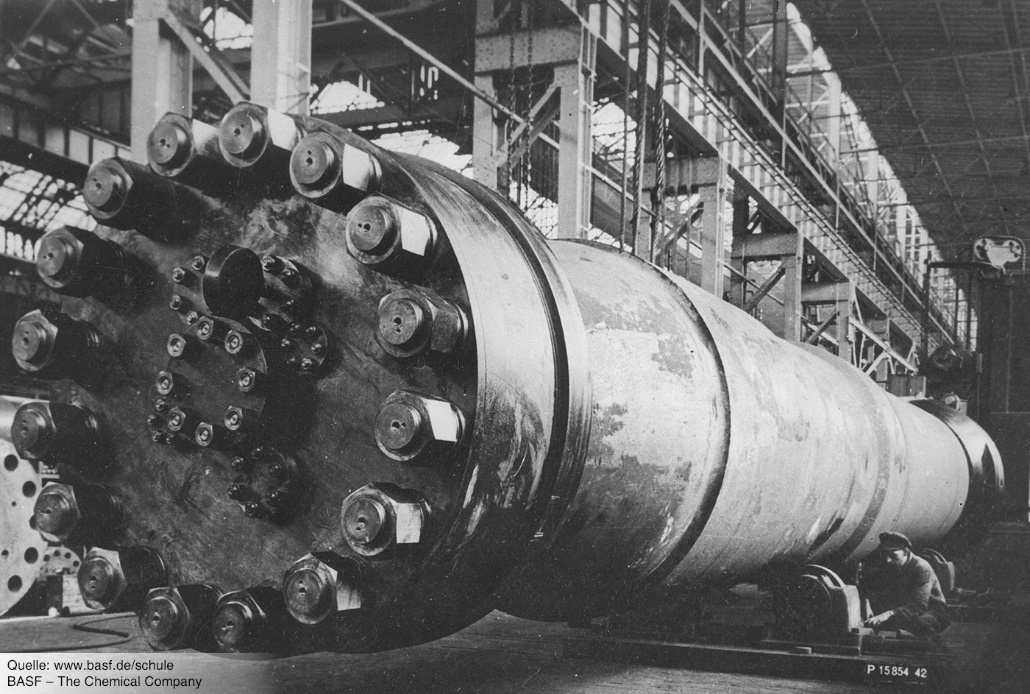 Quelle: www.basf.de/schule
BASF – The Chemical Company
P 15854 42